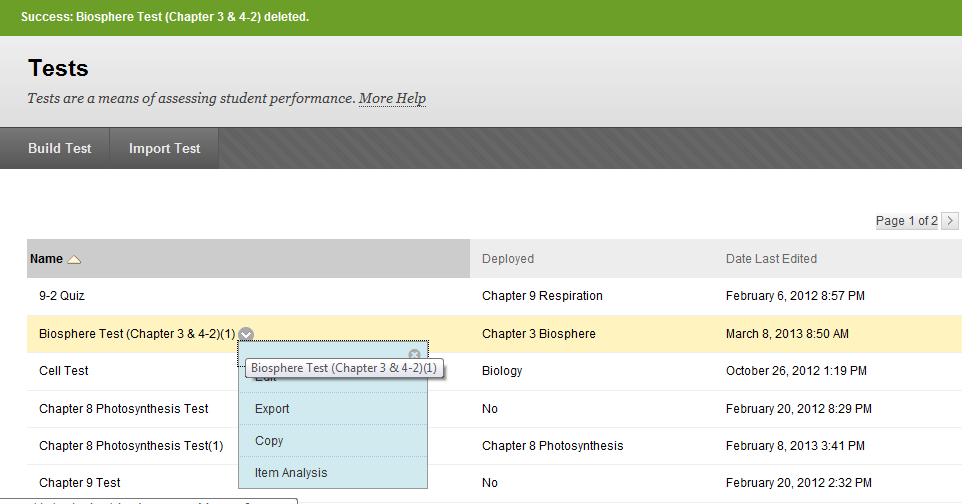 Success: Biosphere Test (Chapter 3 & 4-2) deleted.
Tests
Tests are a means of assessing student performance. More Help
Build Test Import Test
Page 1 of 2 >
Name Deployed Date Last Edited
9-2 Quiz Chapter 9 Respiration February 6, 2012 8:57 PM
Biosphere Test (Chapter 3 & 4-2)(1) Chapter 3 Biosphere March 8, 2013 8:50 AM
Biosphere Test (Chapter 3 & 4-2)(1)
Cell Test Edit Biology October 26, 2012 1:19 PM
Chapter 8 Photosynthesis Test Export No February 20, 2012 8:29 PM
Chapter 8 Photosynthesis Test(1) Copy Chapter 8 Photosynthesis February 8, 2013 3:41 PM
Chapter 9 Test Item Analysis No February 20, 2012 2:32 PM